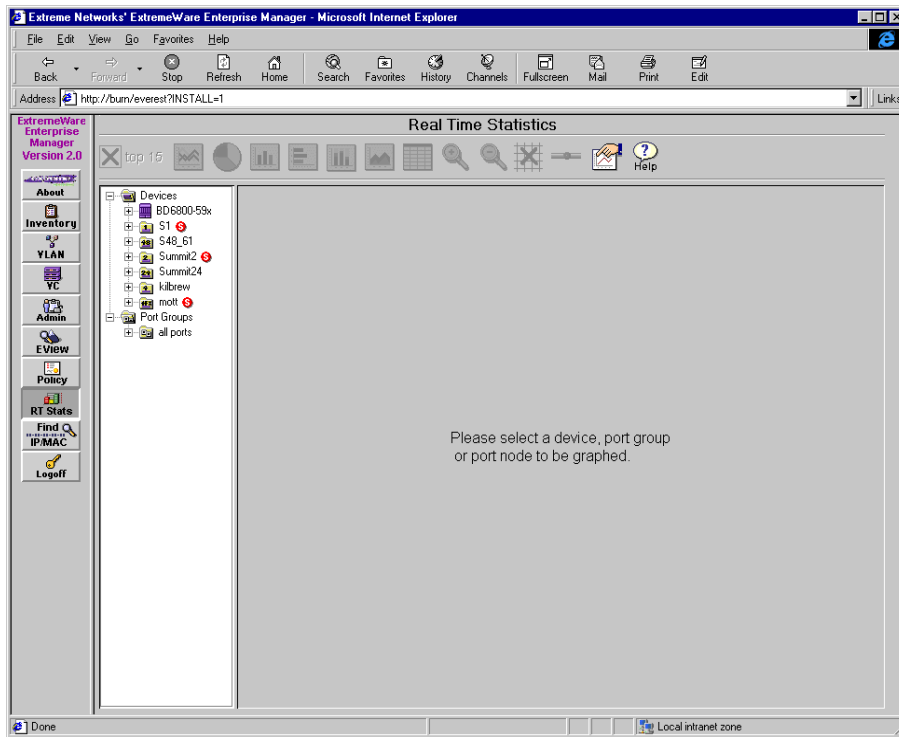 Extreme Networks' ExtremeWare Enterprise Manager - Microsoft Internet Explorer
File Edit View Go Favorites Help
Back Forward Stop Refresh Home Search Favorites History Channels Fullscreen Mail Print Edit
Address http://burn/everest?INSTALL=1 Links
ExtremeWare
Enterprise
Manager
Version 2.0
Real Time Statistics
top 15
Help
About
Inventory
VLAN
VC
Admin
EView
Policy
RT Stats
Find
IP/MAC
Logoff
Devices
BD6800-59x
S1 S
S48_61
Summit2 S
Summit24
kilbrew
mott S
Port Groups
all ports
Please select a device, port group
or port node to be graphed.
Done
Local intranet zone